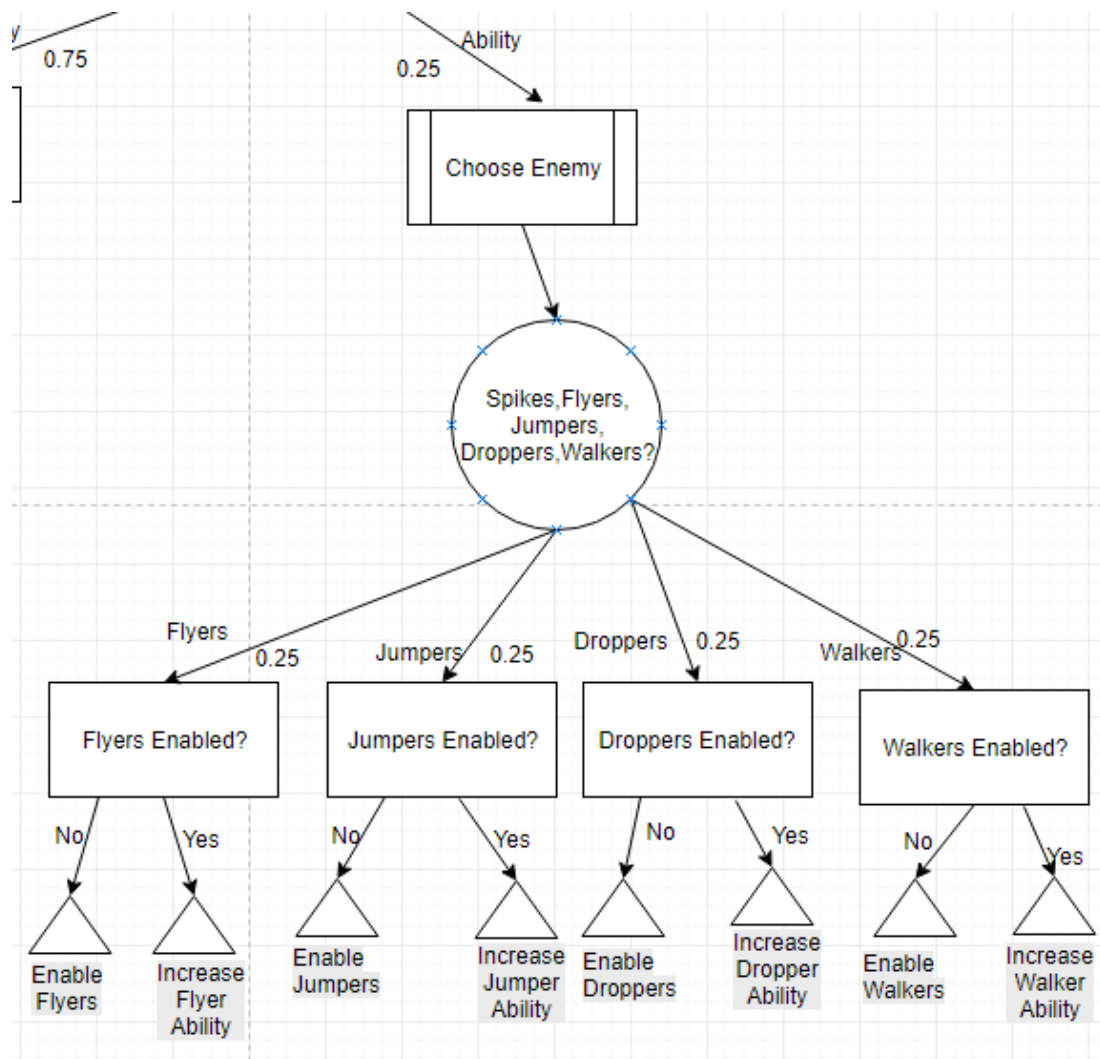 y
0.75
Ability
0.25
Choose Enemy
Spikes,Flyers,
Jumpers,
Droppers,Walkers?
Flyers
0.25
Jumpers
0.25
Droppers
0.25
Walkers
0.25
Flyers Enabled?
Jumpers Enabled?
Droppers Enabled?
Walkers Enabled?
No
Yes
No
Yes
No
Yes
No
Yes
Enable
Flyers
Increase
Flyer
Ability
Enable
Jumpers
Increase
Jumper
Ability
Enable
Droppers
Increase
Dropper
Ability
Enable
Walkers
Increase
Walker
Ability